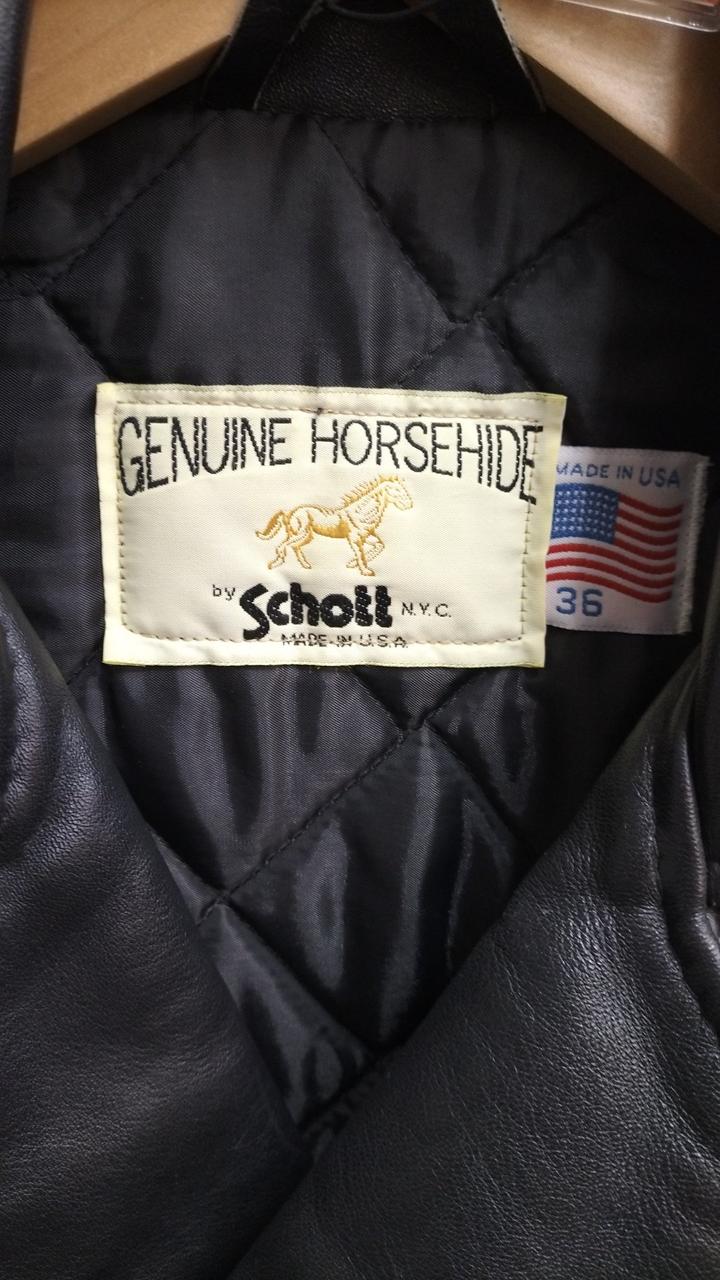 GENUINE HORSEHIDE
by Schott N.Y.C.
MADE IN U.S.A.
MADE IN USA
36